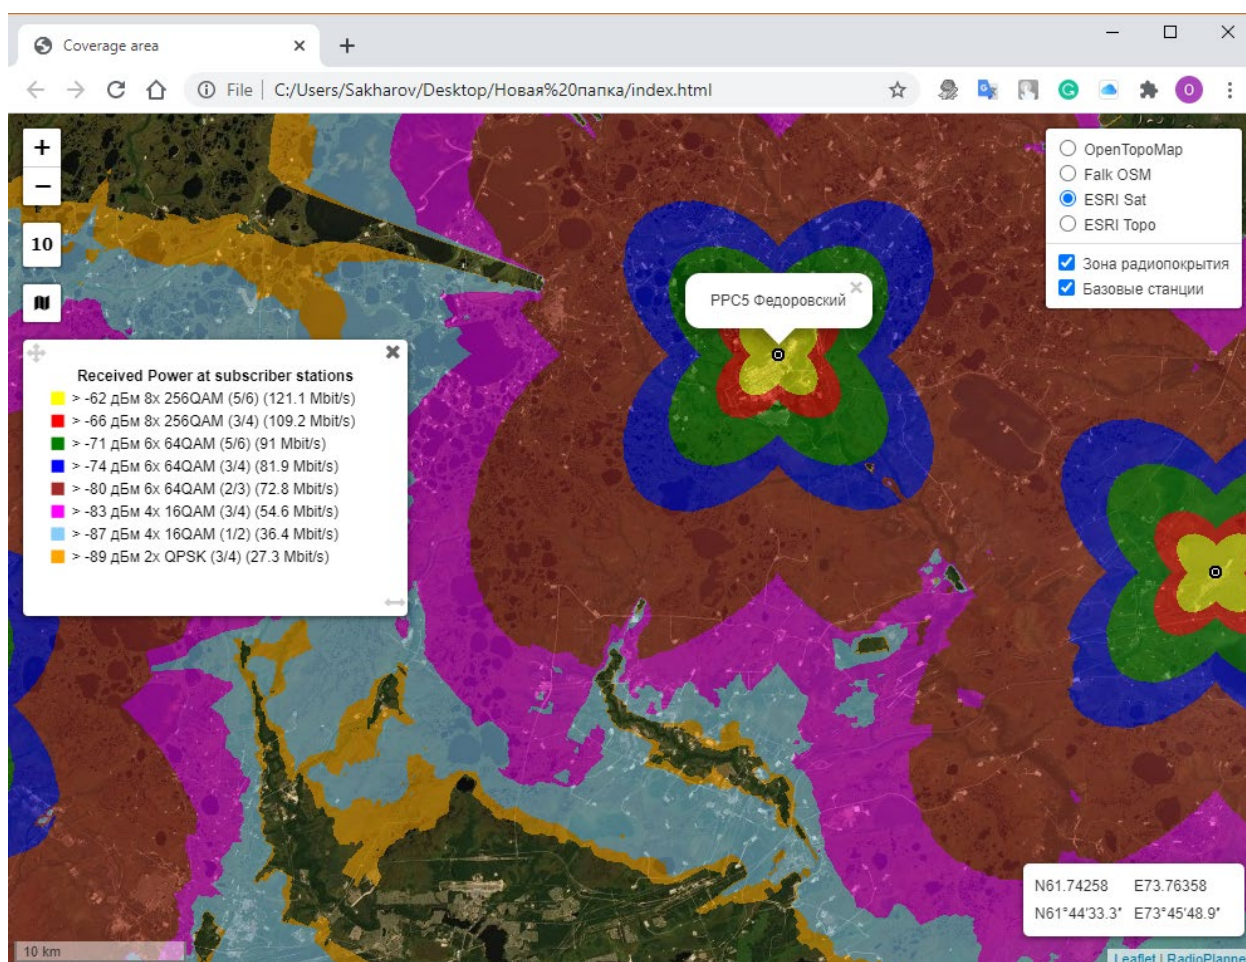 Coverage area
File C:/Users/Sakharov/Desktop/Новая%20папка/index.html
O
+
−
10
OpenTopoMap
Falk OSM
ESRI Sat
ESRI Topo
Зона радиопокрытия
Базовые станции
РРС5 Федоровский
Received Power at subscriber stations
> -62 дБм 8x 256QAM (5/6) (121.1 Mbit/s)
> -66 дБм 8x 256QAM (3/4) (109.2 Mbit/s)
> -71 дБм 6x 64QAM (5/6) (91 Mbit/s)
> -74 дБм 6x 64QAM (3/4) (81.9 Mbit/s)
> -80 дБм 6x 64QAM (2/3) (72.8 Mbit/s)
> -83 дБм 4x 16QAM (3/4) (54.6 Mbit/s)
> -87 дБм 4x 16QAM (1/2) (36.4 Mbit/s)
> -89 дБм 2x QPSK (3/4) (27.3 Mbit/s)
N61.74258 E73.76358
N61°44'33.3" E73°45'48.9"
10 km
Leaflet | RadioPlanne